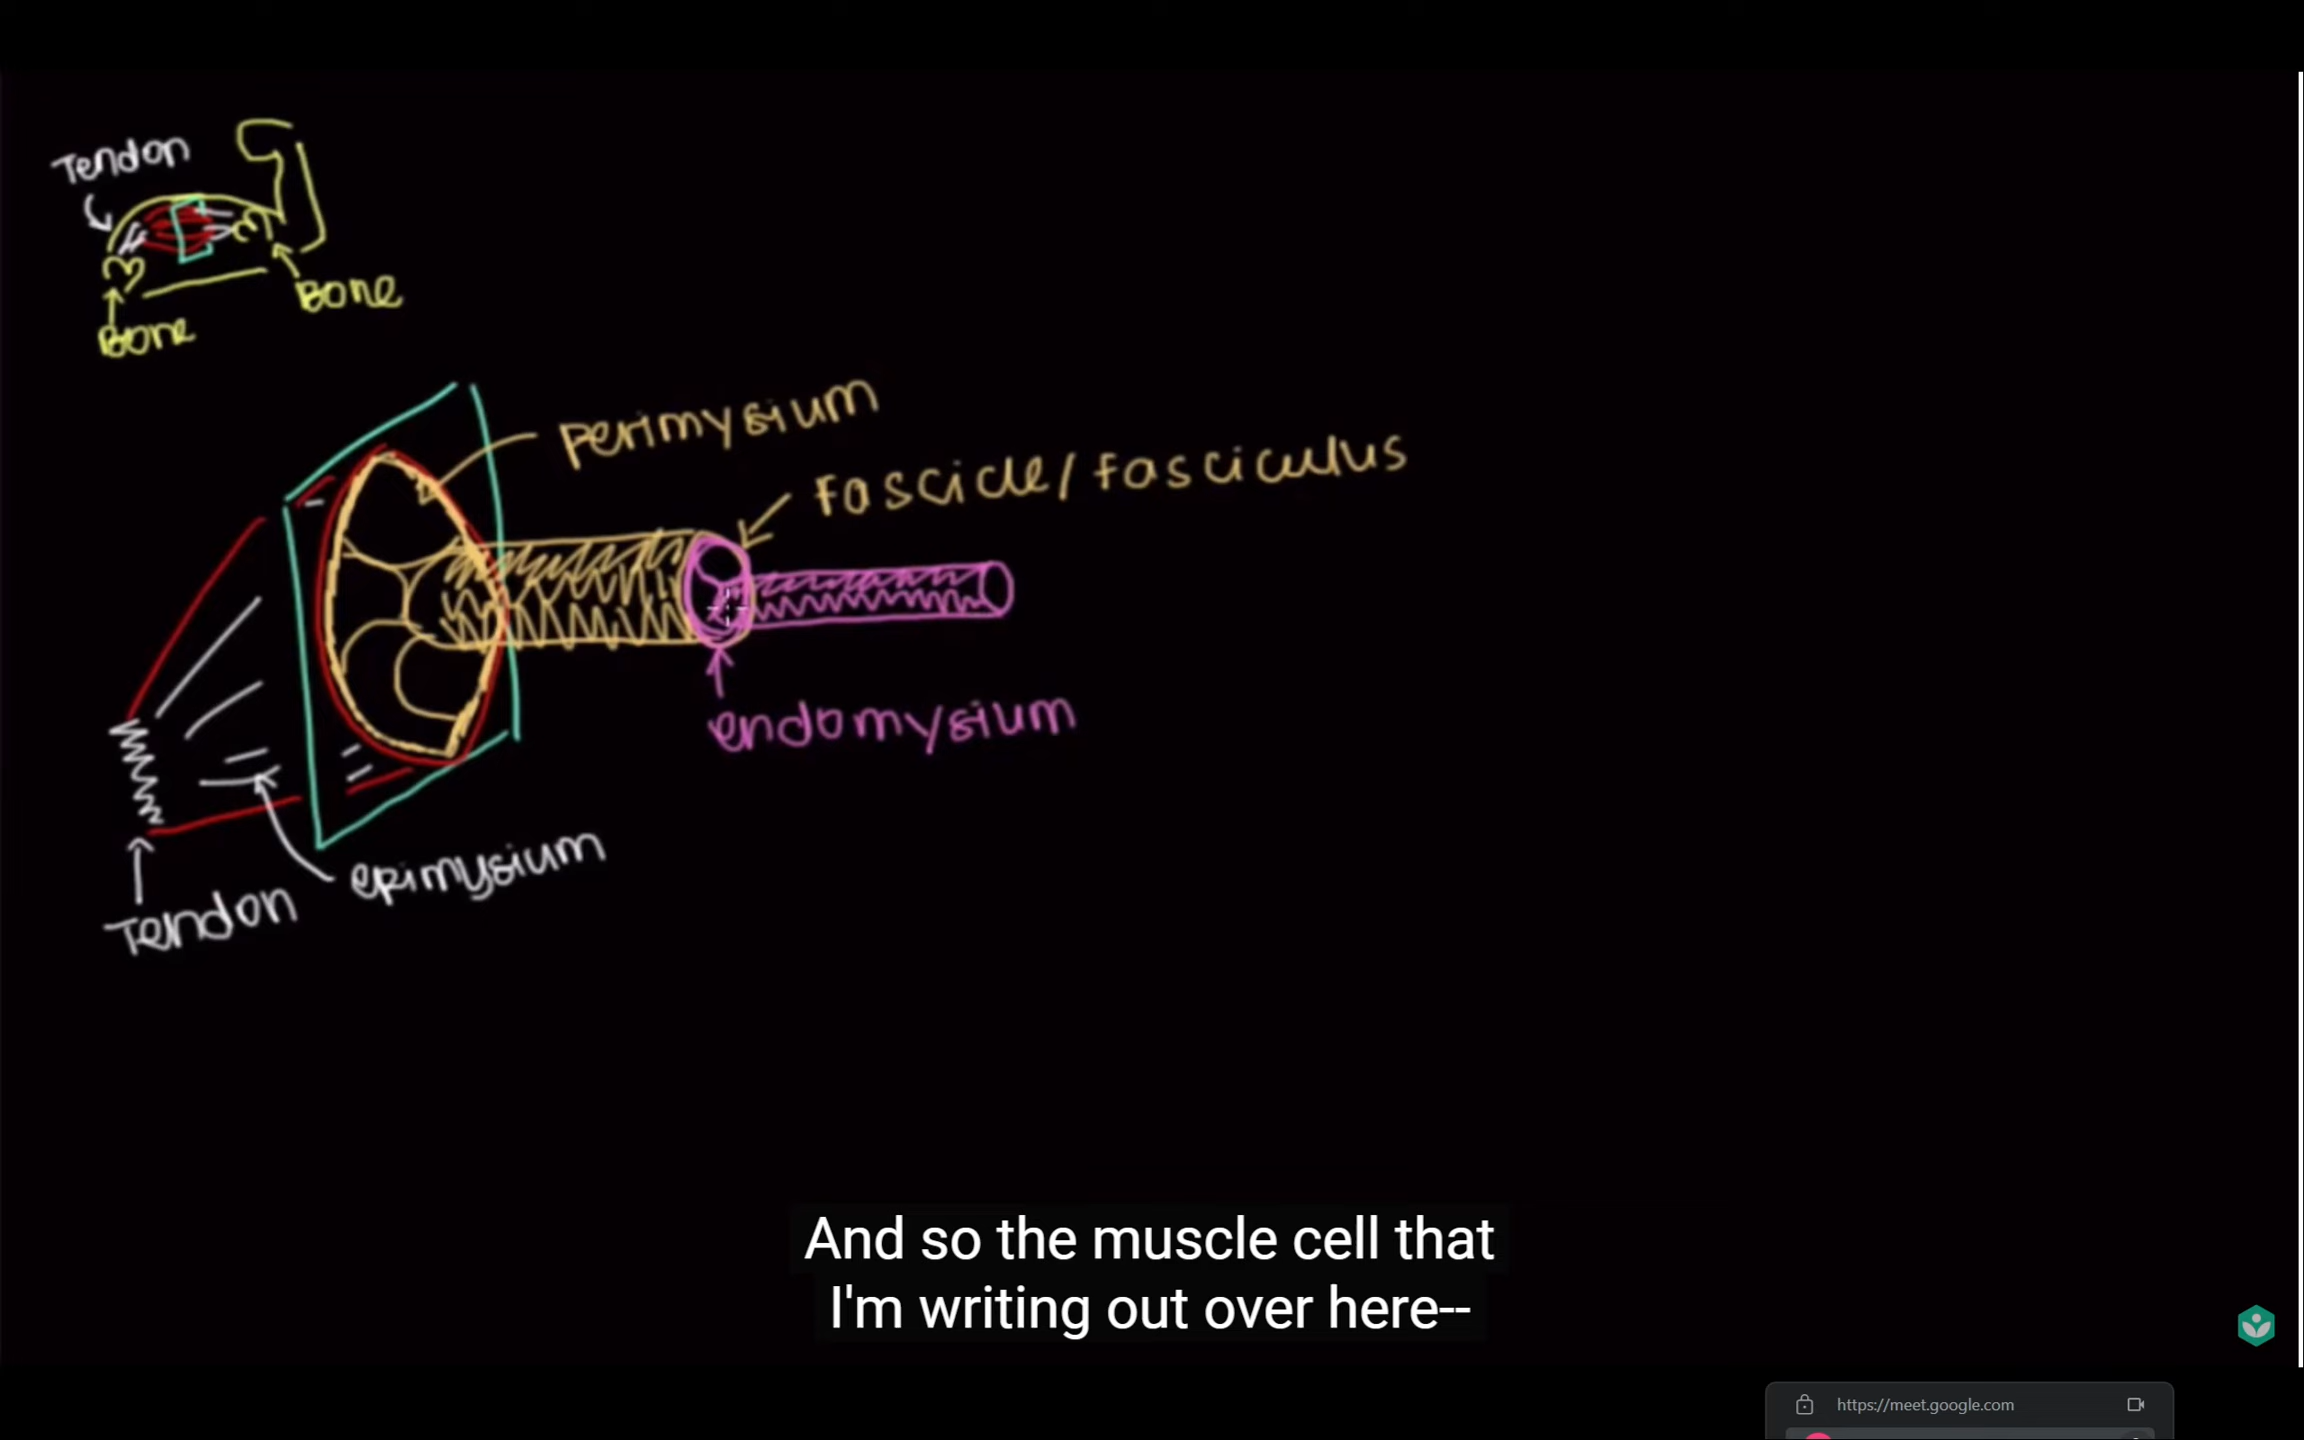 Tendon
Bone
Bone
Perimysium
Fascicle/fasciculus
endomysium
epimysium
Tendon
And so the muscle cell that
I'm writing out over here--
https://meet.google.com